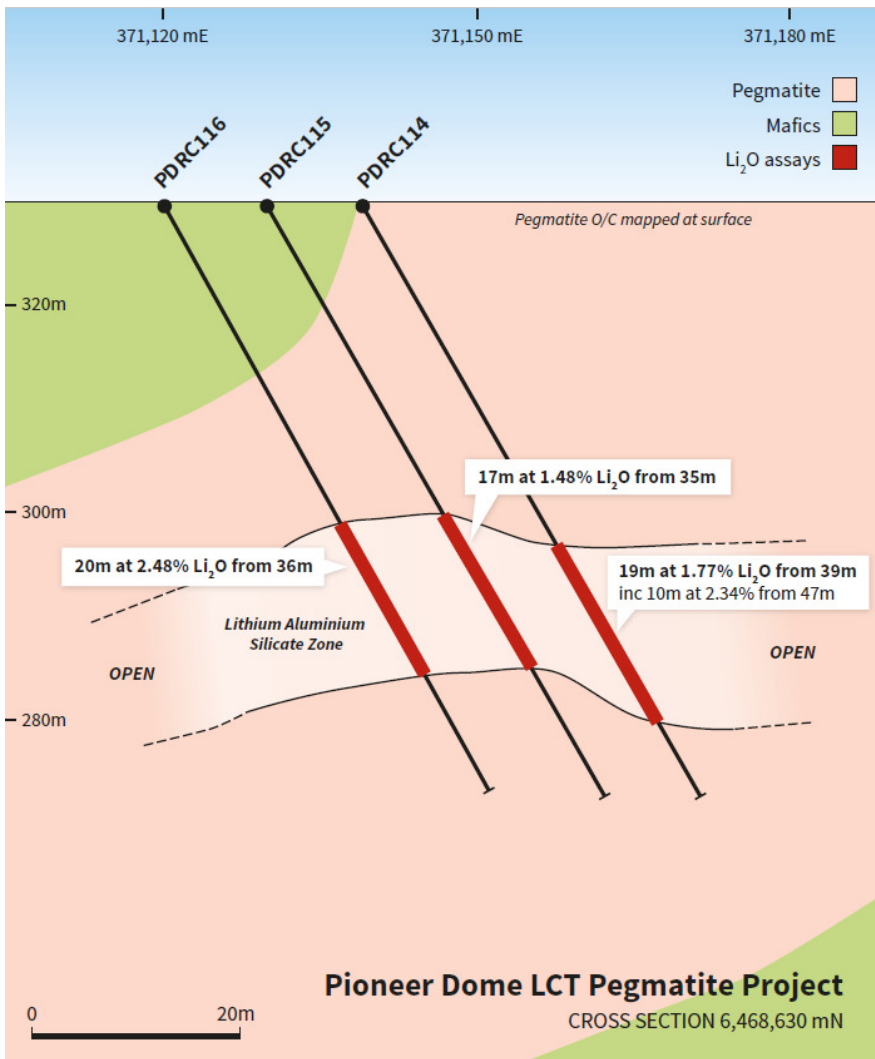 371,120 mE
371,150 mE
371,180 mE
Pegmatite
Mafics
Li₂O assays
PDRC116
PDRC115
PDRC114
Pegmatite O/C mapped at surface
320m
17m at 1.48% Li₂O from 35m
300m
20m at 2.48% Li₂O from 36m
19m at 1.77% Li₂O from 39m
inc 10m at 2.34% from 47m
Lithium Aluminium
Silicate Zone
OPEN
OPEN
280m
Pioneer Dome LCT Pegmatite Project
CROSS SECTION 6,468,630 mN
0
20m